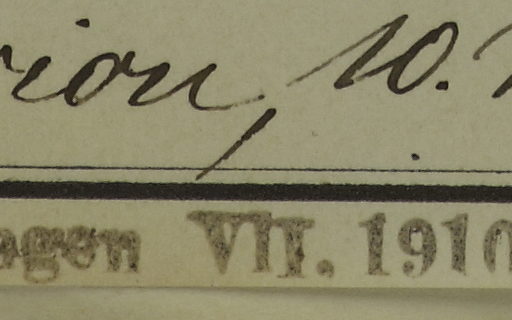 rion, 10.
agen VII. 1910